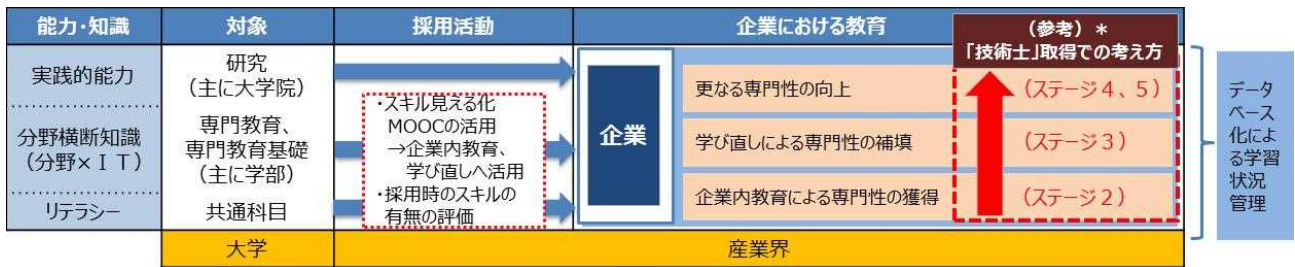 能力・知識
対象
採用活動
企業における教育
（参考）＊
「技術士」取得での考え方
実践的能力
分野横断知識
（分野×ＩＴ）
リテラシー
研究
（主に大学院）
専門教育、
専門教育基礎
（主に学部）
共通科目
・スキル見える化
MOOCの活用
→企業内教育、
学び直しへ活用
・採用時のスキルの
有無の評価
企業
更なる専門性の向上
（ステージ４、５）
学び直しによる専門性の補填
（ステージ３）
企業内教育による専門性の獲得
（ステージ２）
データ
ベース
化によ
る学習
状況
管理
大学
産業界